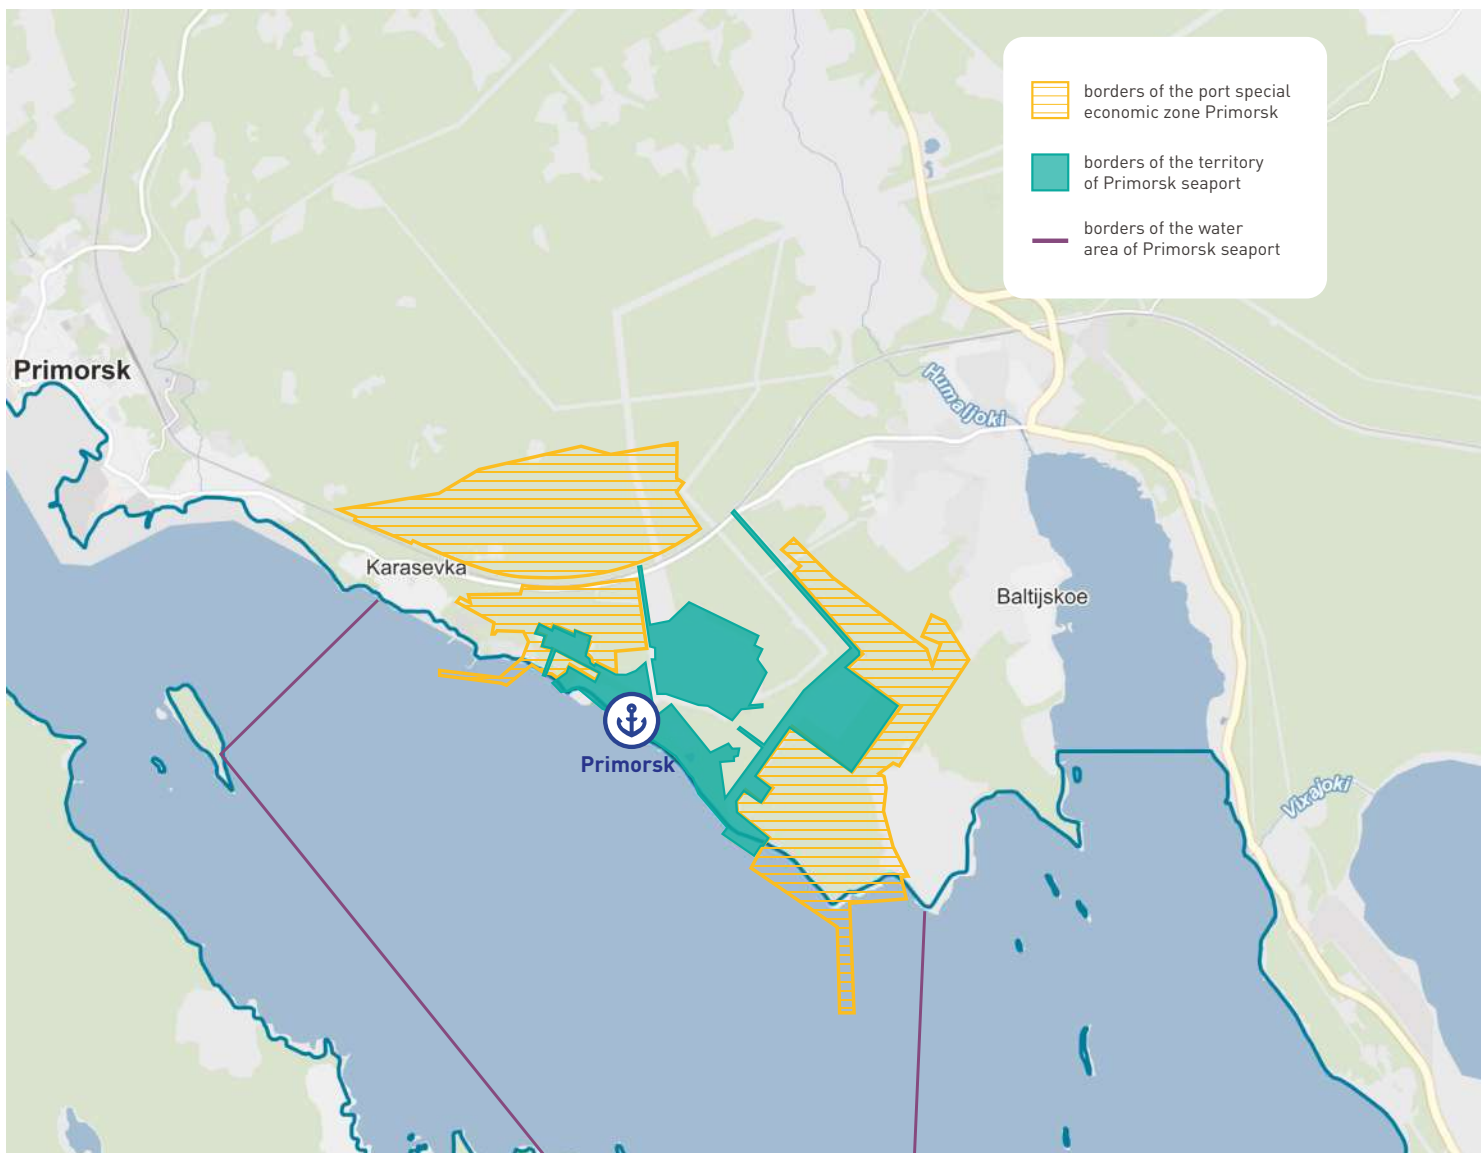 borders of the port special
economic zone Primorsk
borders of the territory
of Primorsk seaport
borders of the water
area of Primorsk seaport
Primorsk
Humaljoki
Karasevka
Baltijskoe
Primorsk
Vixajoki